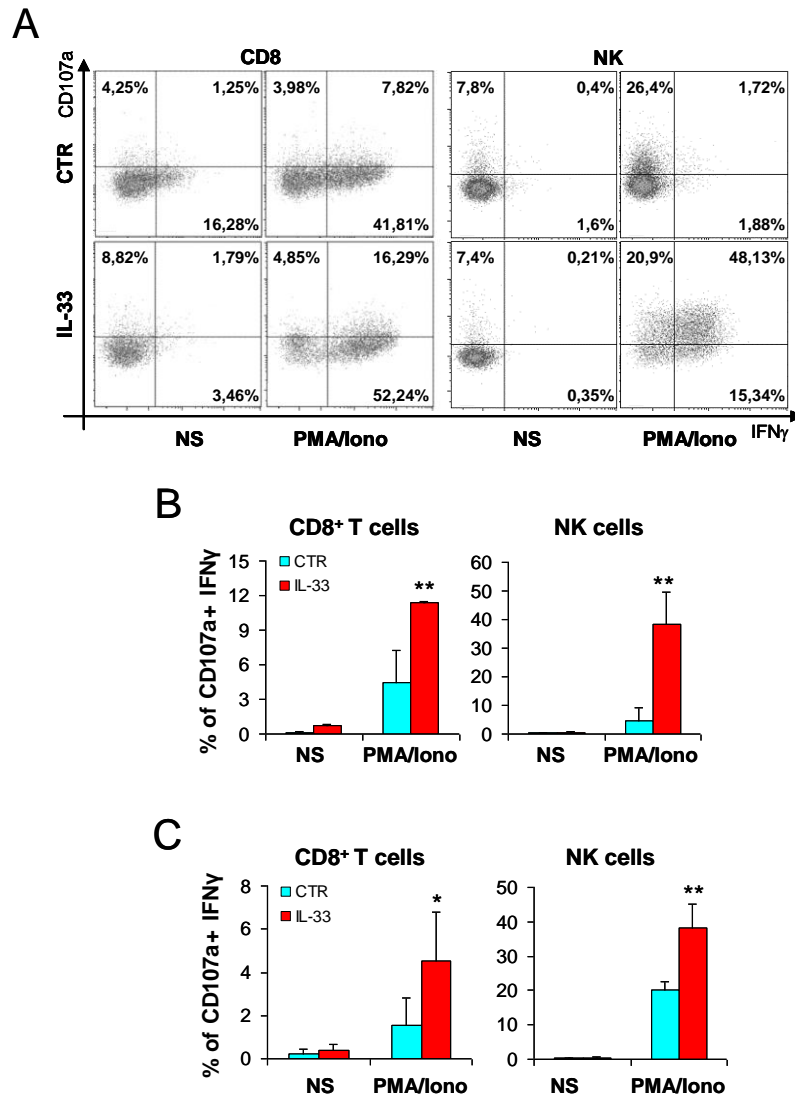 A
CD8 NK
CD107a
CTR
4,25% 1,25% 3,98% 7,82% 7,8% 0,4% 26,4% 1,72%
16,28% 41,81% 1,6% 1,88%
IL-33
8,82% 1,79% 4,85% 16,29% 7,4% 0,21% 20,9% 48,13%
3,46% 52,24% 0,35% 15,34%
NS PMA/Iono NS PMA/Iono IFNγ
B
CD8+ T cells NK cells
% of CD107a+ IFNγ
CTR
IL-33
15
12
9
6
3
0
**
NS PMA/Iono
60
50
40
30
20
10
0
**
NS PMA/Iono
C
CD8+ T cells NK cells
% of CD107a+ IFNγ
CTR
IL-33
8
6
4
2
0
*
NS PMA/Iono
50
40
30
20
10
0
**
NS PMA/Iono